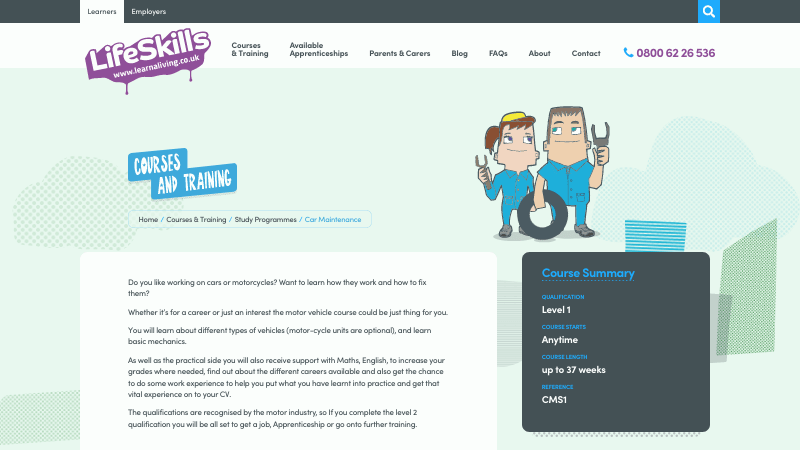 Learners
Employers
LifeSkills
www.learnaliving.co.uk
Courses
& Training
Available
Apprenticeships
Parents & Carers
Blog
FAQs
About
Contact
0800 62 26 536
COURSES
AND TRAINING
Home / Courses & Training / Study Programmes / Car Maintenance
Do you like working on cars or motorcycles? Want to learn how they work and how to fix
them?
Whether it's for a career or just an interest the motor vehicle course could be just thing for you.
You will learn about different types of vehicles (motor-cycle units are optional), and learn
basic mechanics.
As well as the practical side you will also receive support with Maths, English, to increase your
grades where needed, find out about the different careers available and also get the chance
to do some work experience to help you put what you have learnt into practice and get that
vital experience on to your CV.
The qualifications are recognised by the motor industry, so If you complete the level 2
qualification you will be all set to get a job, Apprenticeship or go onto further training.
Course Summary
QUALIFICATION
Level 1
COURSE STARTS
Anytime
COURSE LENGTH
up to 37 weeks
REFERENCE
CMS1